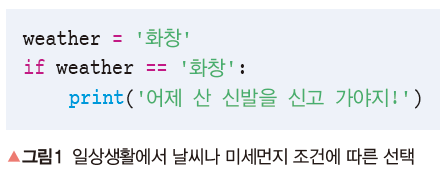 weather = '화창'
if weather == '화창':
    print('어제 산 신발을 신고 가야지!')
▲그림1 일상생활에서 날씨나 미세먼지 조건에 따른 선택